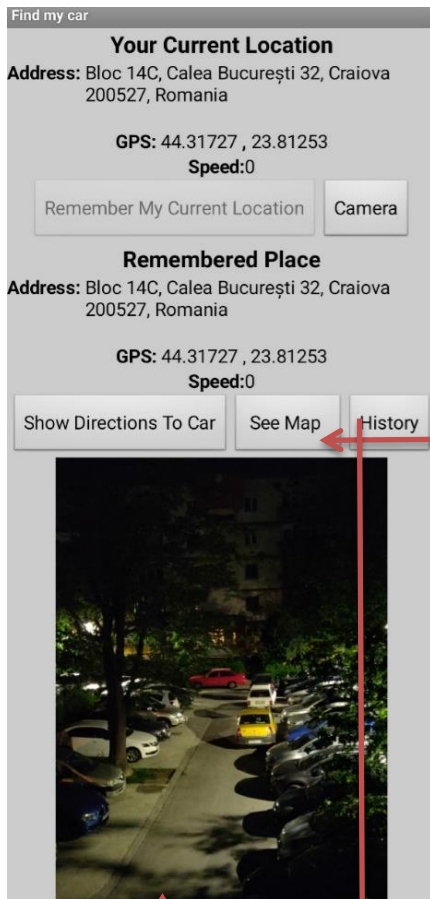 Find my car
Your Current Location
Address: Bloc 14C, Calea București 32, Craiova
200527, Romania
GPS: 44.31727 , 23.81253
Speed:0
Remember My Current Location Camera
Remembered Place
Address: Bloc 14C, Calea București 32, Craiova
200527, Romania
GPS: 44.31727 , 23.81253
Speed:0
Show Directions To Car See Map History